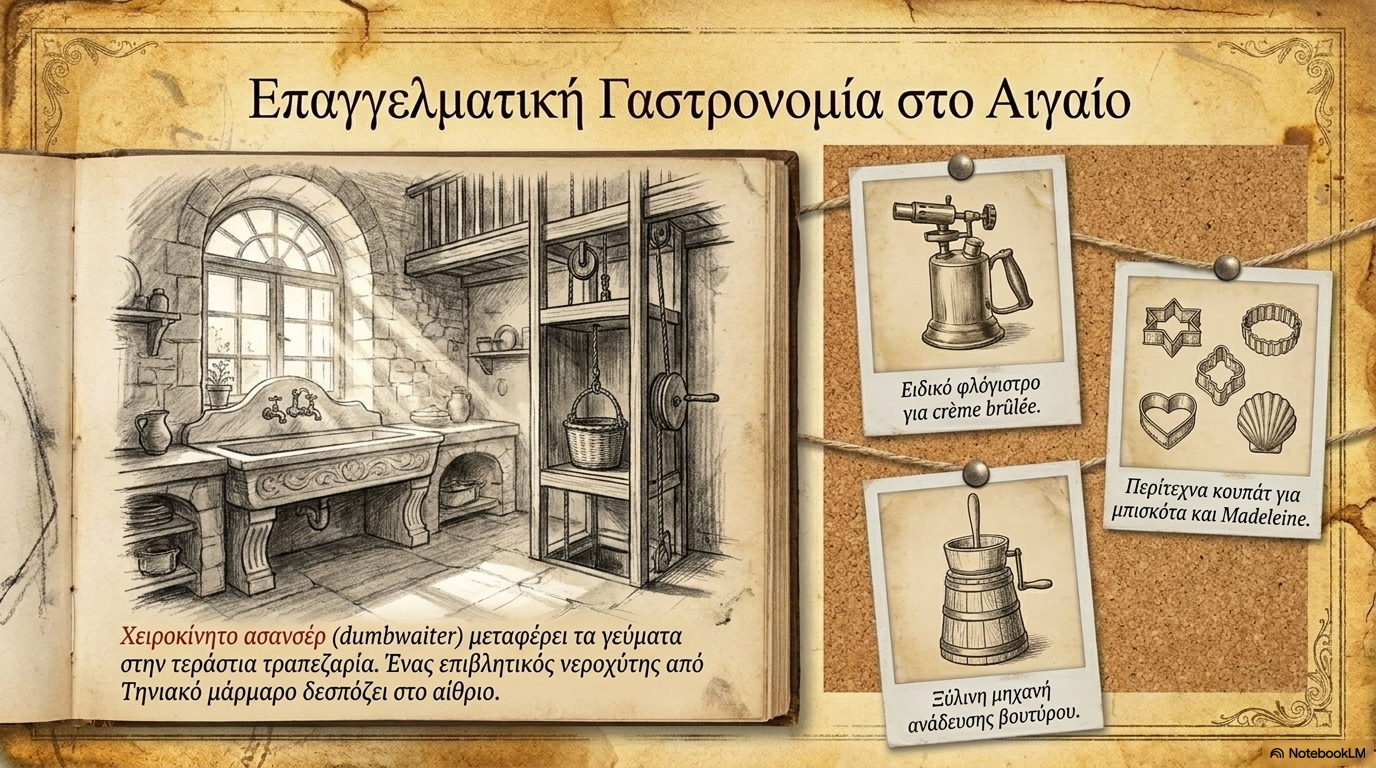 Επαγγελματική Γαστρονομία στο Αιγαίο
Χειροκίνητο ασανσέρ (dumbwaiter) μεταφέρει τα γεύματα
στην τεράστια τραπεζαρία. Ένας επιβλητικός νεροχύτης από
Τηνιακό μάρμαρο δεσπόζει στο αίθριο.
Ειδικό φλόγιστρο
για crème brûlée.
Περίτεχνα κουπάτ για
μπισκότα και Madeleine.
Ξύλινη μηχανή
ανάδευσης βουτύρου.
NotebookLM